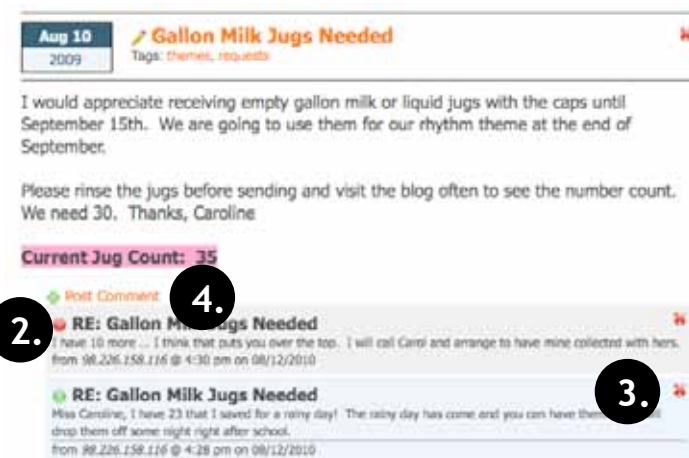 Aug 10
2009
Gallon Milk Jugs Needed
Tags: themes, requests
I would appreciate receiving empty gallon milk or liquid jugs with the caps until
September 15th. We are going to use them for our rhythm theme at the end of
September.
Please rinse the jugs before sending and visit the blog often to see the number count.
We need 30. Thanks, Caroline
Current Jug Count: 35
Post Comment
4.
2.
RE: Gallon Jugs Needed
I have 10 more ... I think that puts you over the top. I will call Carol and arrange to have mine collected with hers.
from 98.226.158.116 @ 4:30 pm on 08/12/2010
3.
RE: Gallon Milk Jugs Needed
Miss Caroline, I have 23 that I saved for a rainy day! The rainy day has come and you can have
drop them off some night right after school.
from 98.226.158.116 @ 4:28 pm on 08/12/2010